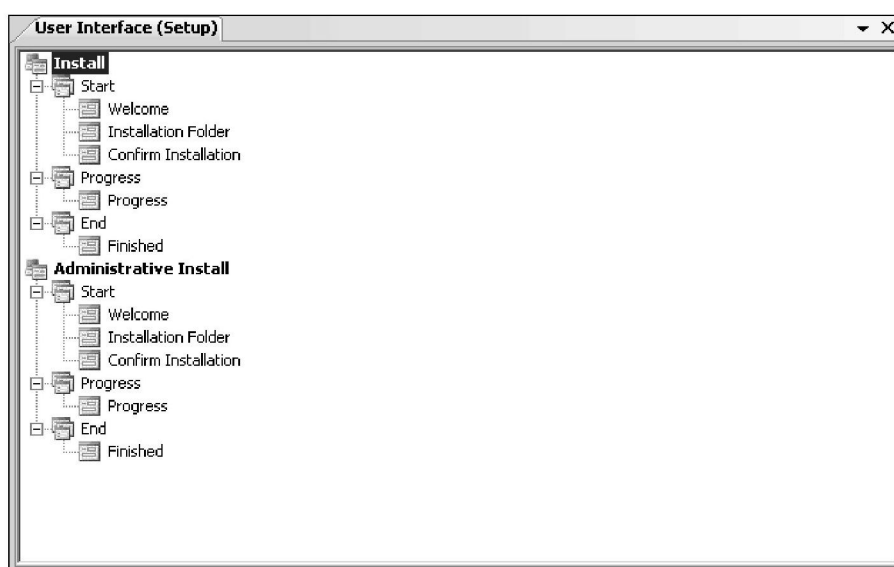 User Interface (Setup)
Install
Start
Welcome
Installation Folder
Confirm Installation
Progress
Progress
End
Finished
Administrative Install
Start
Welcome
Installation Folder
Confirm Installation
Progress
Progress
End
Finished